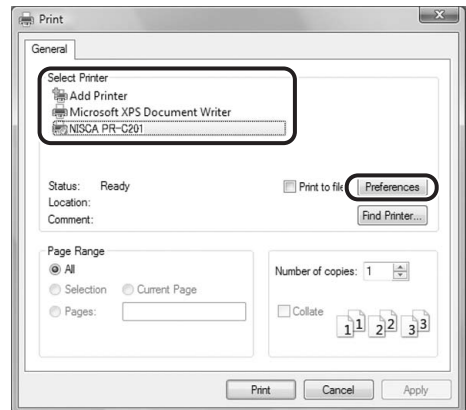 Print
General
Select Printer
Add Printer
Microsoft XPS Document Writer
NISCA PR-C201
Status: Ready
Print to file
Preferences
Location:
Comment:
Find Printer...
Page Range
All
Selection
Current Page
Pages:
Number of copies: 1
Collate
1 1 2 2 3 3
Print
Cancel
Apply